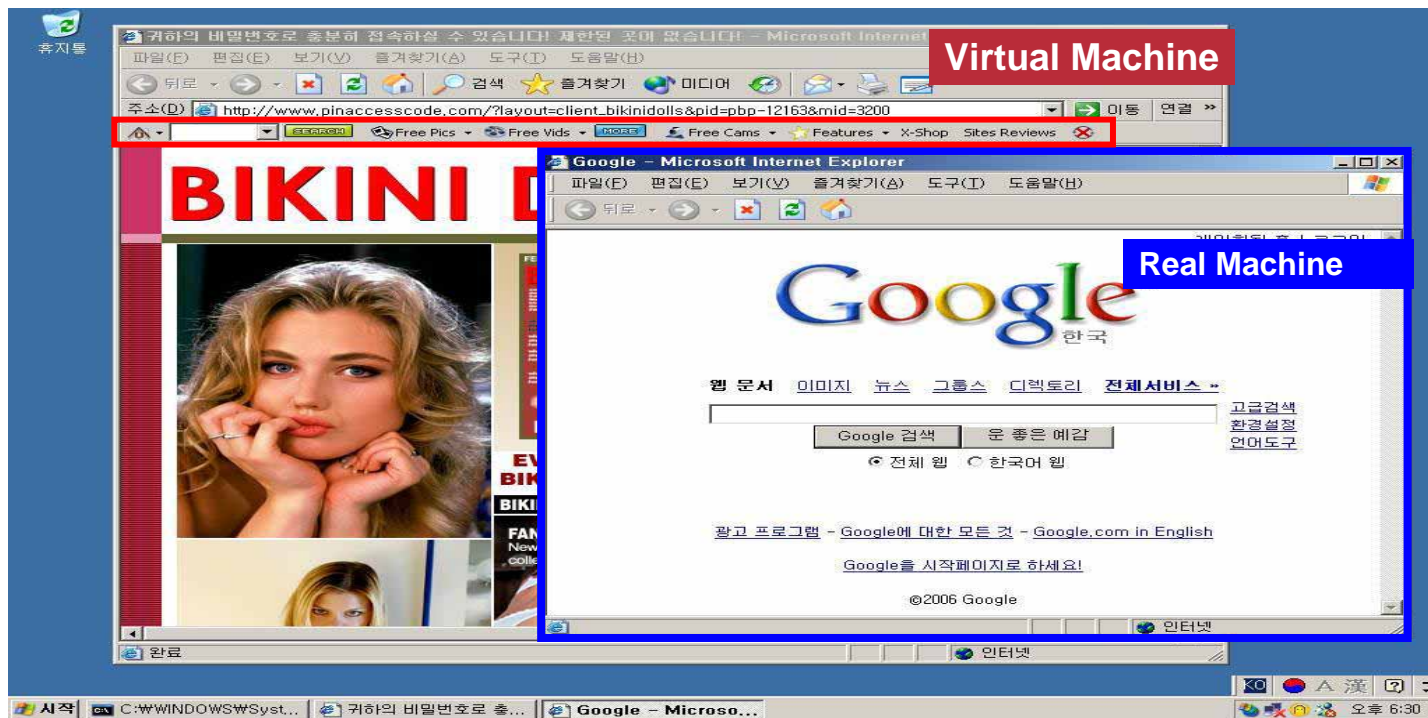 휴지통
귀하의 비밀번호로 충분히 접속하실 수 있습니다! 제한된 곳이 없습니다! - Microsoft Internet
Virtual Machine
파일(F) 편집(E) 보기(V) 즐겨찾기(A) 도구(T) 도움말(H)
뒤로 검색 즐겨찾기 미디어
주소(D) http://www.pinaccesscode.com/?layout=client_bikinidolls&pid=pbp-12163&mid=3200 이동 연결 »
SEARCH Free Pics Free Vids MORE Free Cams Features X-Shop Sites Reviews
BIKINI D
Google - Microsoft Internet Explorer
파일(F) 편집(E) 보기(V) 즐겨찾기(A) 도구(T) 도움말(H)
뒤로
Real Machine
Google
한국
웹 문서 이미지 뉴스 그룹스 디렉토리 전체서비스 »
고급검색
환경설정
언어도구
Google 검색 운 좋은 예감
전체 웹 한국어 웹
광고 프로그램 - Google에 대한 모든 것 - Google.com in English
Google을 시작페이지로 하세요!
©2006 Google
인터넷
FE
EV
BIK
BIKI
FAN
New
colle
완료 인터넷
KO A 漢 ?
시작 C:₩WINDOWS₩Syst... 귀하의 비밀번호로 충... Google - Microso... 오후 6:30